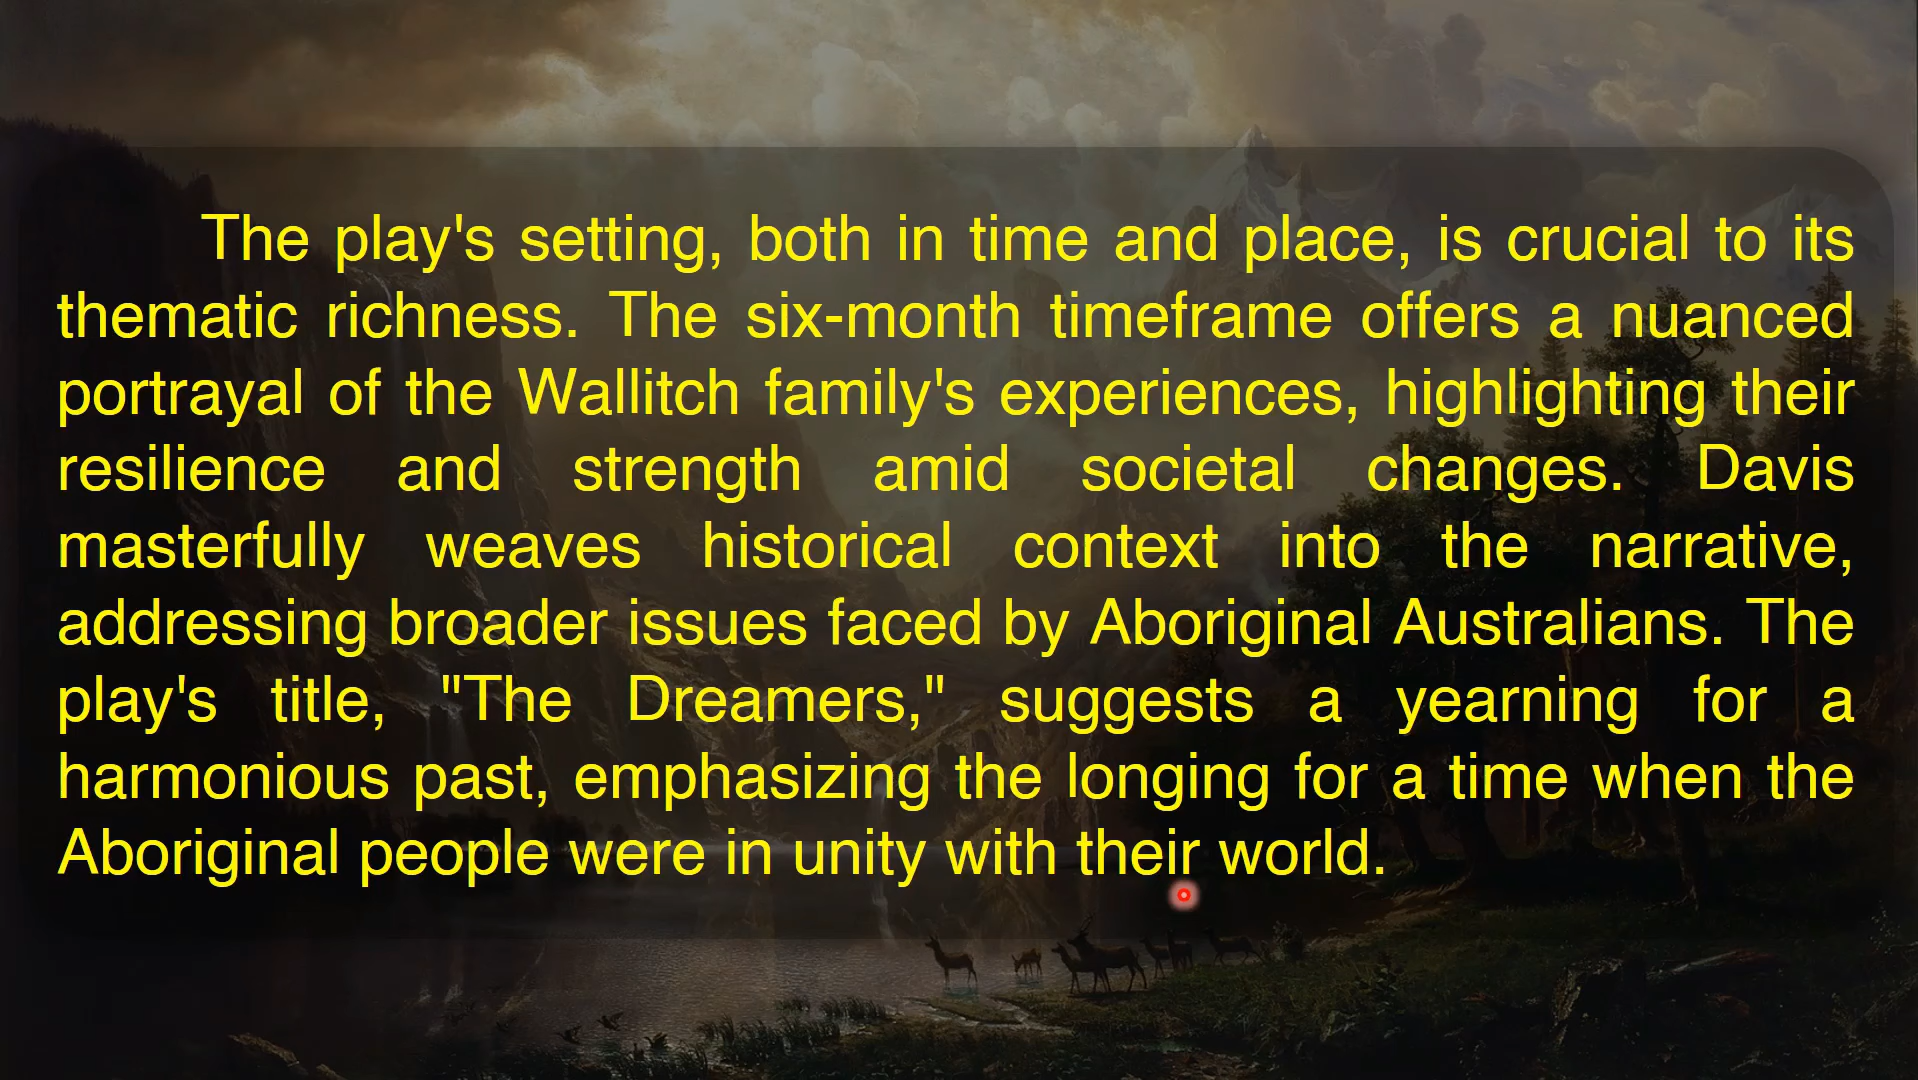 The play's setting, both in time and place, is crucial to its
thematic richness. The six-month timeframe offers a nuanced
portrayal of the Wallitch family's experiences, highlighting their
resilience and strength amid societal changes. Davis
masterfully weaves historical context into the narrative,
addressing broader issues faced by Aboriginal Australians. The
play's title, "The Dreamers," suggests a yearning for a
harmonious past, emphasizing the longing for a time when the
Aboriginal people were in unity with their world.